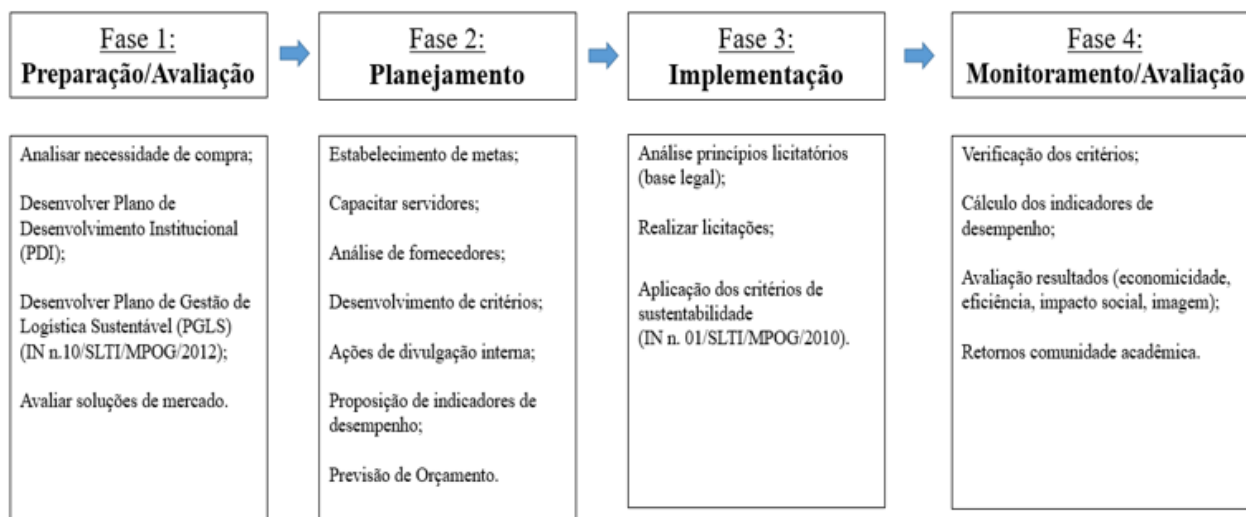 Fase 1:
Preparação/Avaliação
Analisar necessidade de compra;
Desenvolver Plano de
Desenvolvimento Institucional
(PDI);
Desenvolver Plano de Gestão de
Logística Sustentável (PGLS)
(IN n.10/SLTI/MPOG/2012);
Avaliar soluções de mercado.
Fase 2:
Planejamento
Estabelecimento de metas;
Capacitar servidores;
Análise de fornecedores;
Desenvolvimento de critérios;
Ações de divulgação interna;
Proposição de indicadores de
desempenho;
Previsão de Orçamento.
Fase 3:
Implementação
Análise princípios licitatórios
(base legal);
Realizar licitações;
Aplicação dos critérios de
sustentabilidade
(IN n. 01/SLTI/MPOG/2010).
Fase 4:
Monitoramento/Avaliação
Verificação dos critérios;
Cálculo dos indicadores de
desempenho;
Avaliação resultados (economicidade,
eficiência, impacto social, imagem);
Retornos comunidade acadêmica.